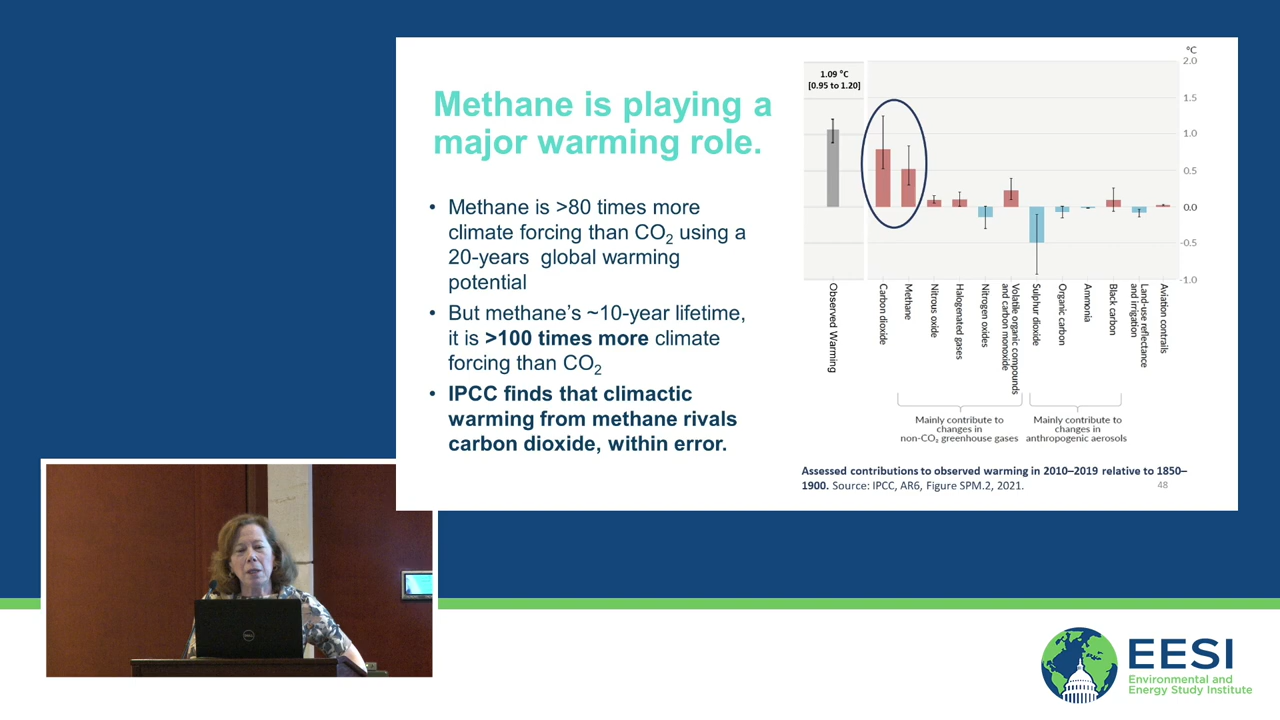 Methane is playing a
major warming role.
• Methane is >80 times more
climate forcing than CO₂ using a
20-years global warming
potential
• But methane's ~10-year lifetime,
it is >100 times more climate
forcing than CO₂
• IPCC finds that climactic
warming from methane rivals
carbon dioxide, within error.
°C
1.09 °C
[0.95 to 1.20]
2.0
1.5
1.0
0.5
0.0
-0.5
-1.0
Observed Warming
Carbon dioxide
Methane
Nitrous oxide
Halogenated gases
Nitrogen oxides
Volatile organic compounds
and carbon monoxide
Sulphur dioxide
Organic carbon
Ammonia
Black carbon
Land-use reflectance
and irrigation
Aviation contrails
Mainly contribute to
changes in
non-CO₂ greenhouse gases
Mainly contribute to
changes in
anthropogenic aerosols
Assessed contributions to observed warming in 2010–2019 relative to 1850–
1900. Source: IPCC, AR6, Figure SPM.2, 2021.
48
DELL
EESI
Environmental and
Energy Study Institute